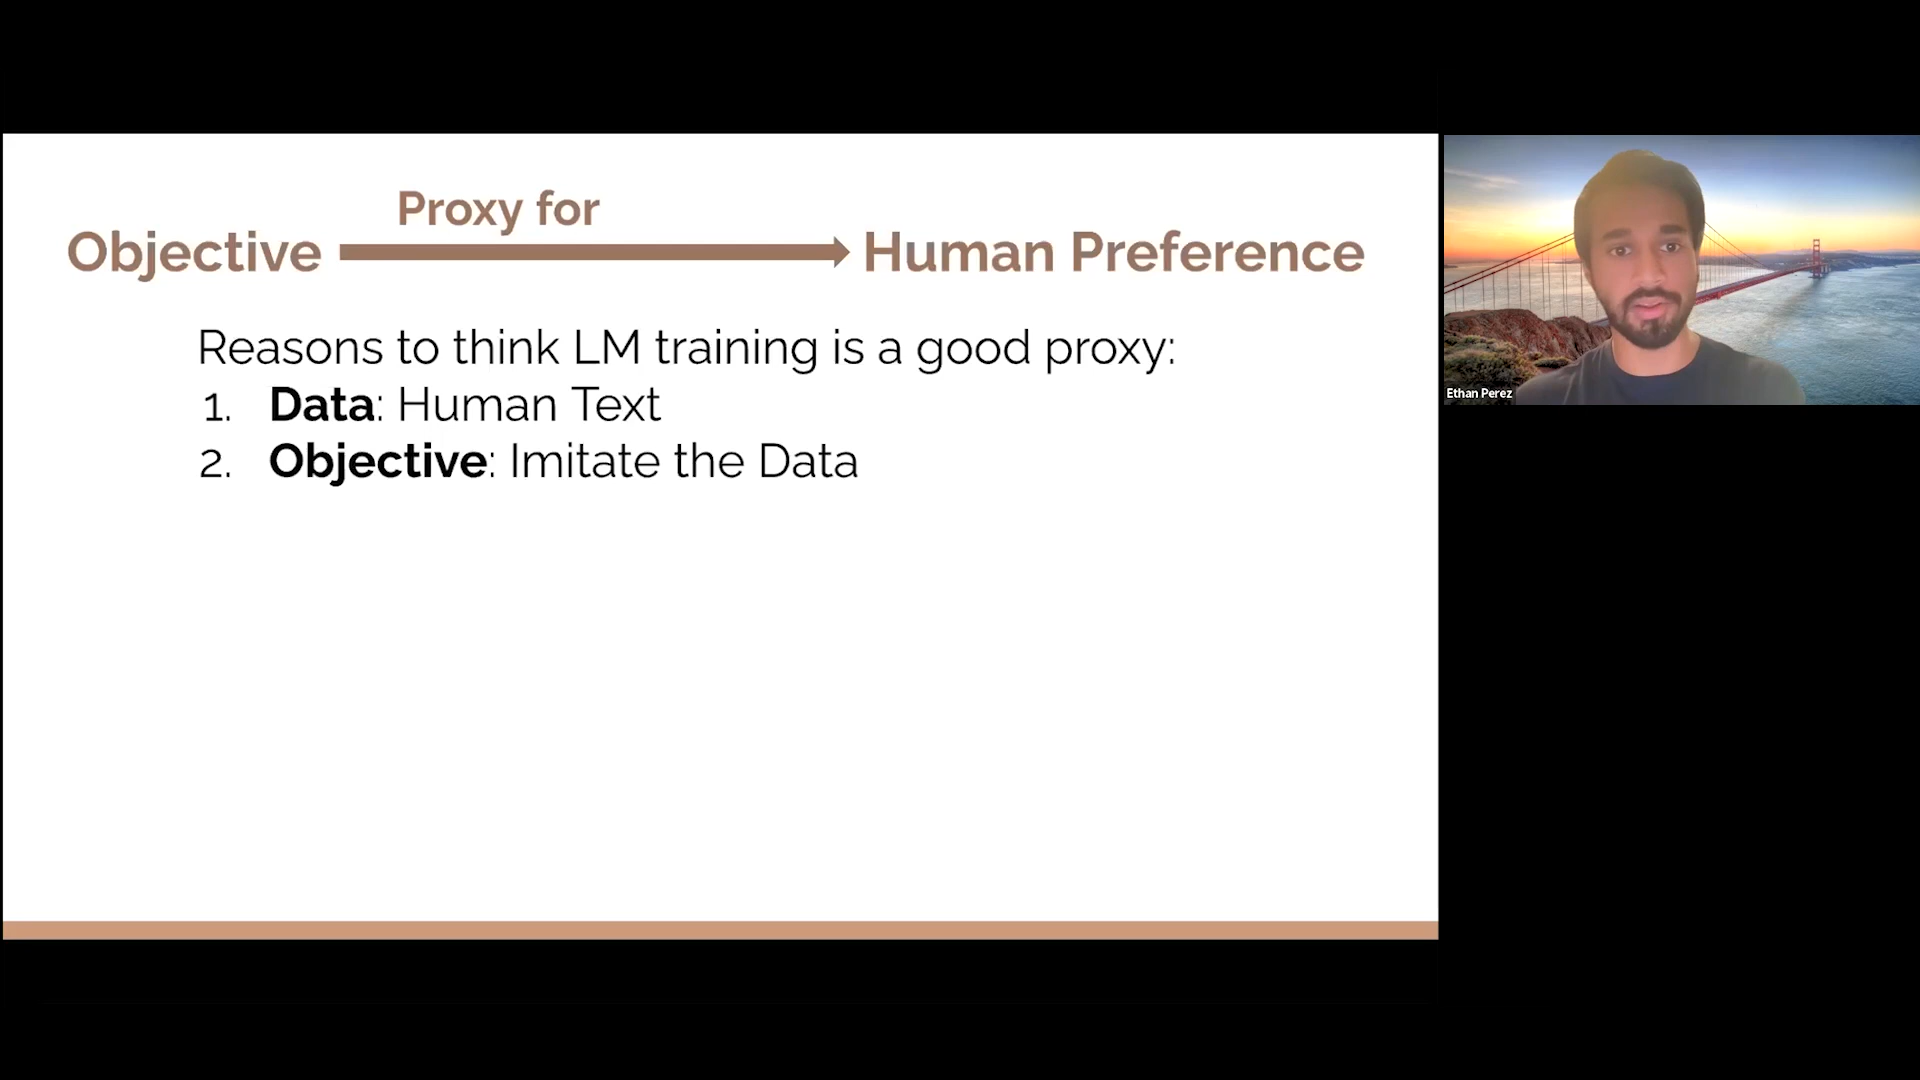 Proxy for
Objective
Human Preference
Reasons to think LM training is a good proxy:
1. Data: Human Text
2. Objective: Imitate the Data
Ethan Perez